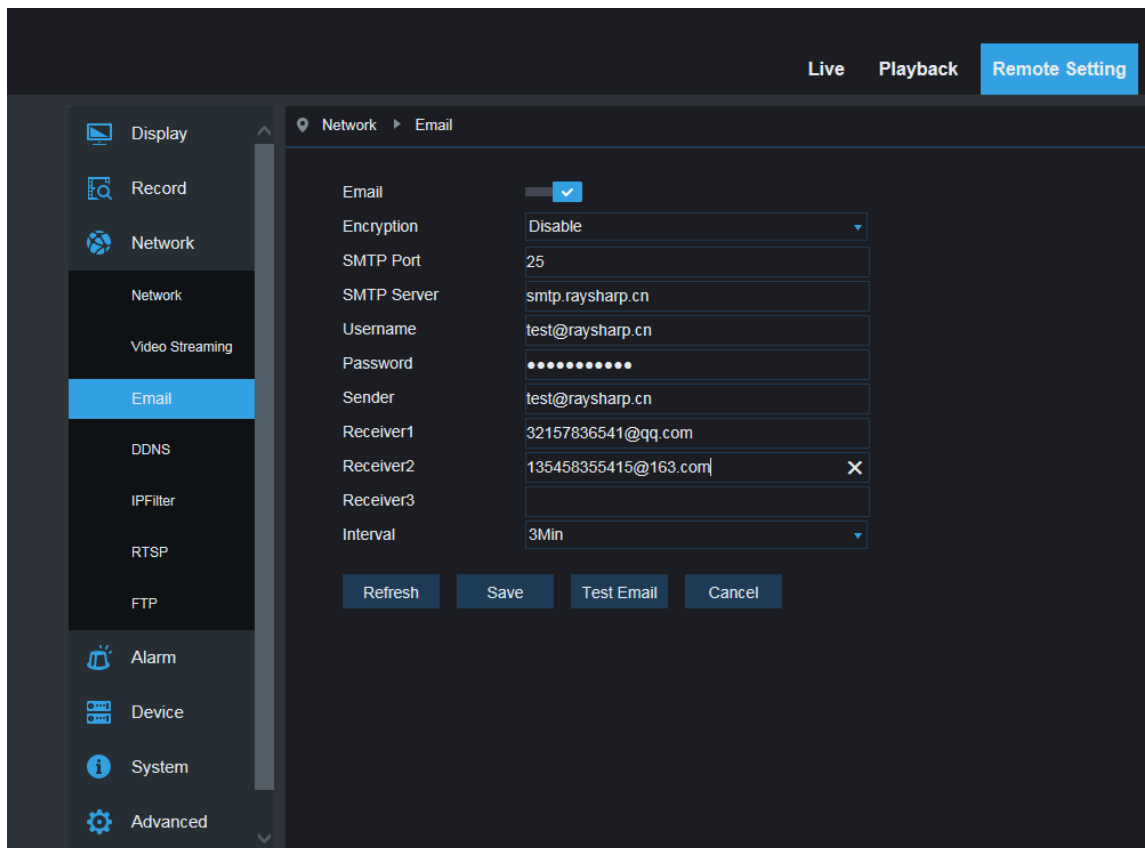 Live Playback Remote Setting
Display
Record
Network
Network
Video Streaming
Email
DDNS
IPFilter
RTSP
FTP
Alarm
Device
System
Advanced
Network Email
Email
Encryption Disable
SMTP Port 25
SMTP Server smtp.raysharp.cn
Username test@raysharp.cn
Password •••••••••••
Sender test@raysharp.cn
Receiver1 32157836541@qq.com
Receiver2 135458355415@163.com
Receiver3
Interval 3Min
Refresh Save Test Email Cancel